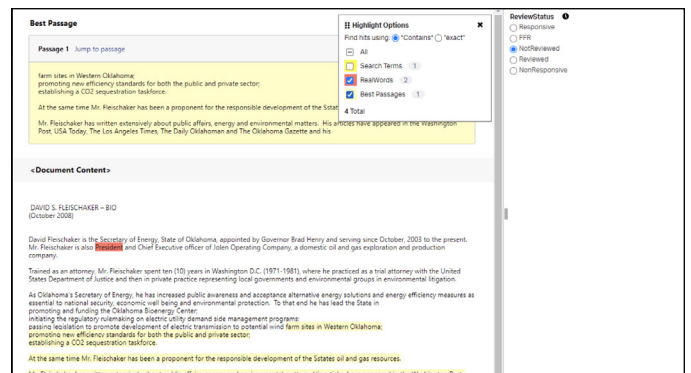 Best Passage
Passage 1 Jump to passage
farm sites in Western Oklahoma;
promoting new efficiency standards for both the public and private sector;
establishing a CO2 sequestration taskforce.
At the same time Mr. Fleischaker has been a proponent for the responsible development of the Sstates
Mr. Fleischaker has written extensively about public affairs, energy and environmental matters. His articles have appeared in the Washington
Post, USA Today, The Los Angeles Times, The Daily Oklahoman and The Oklahoma Gazette and his
Highlight Options
Find hits using: "Contains" "exact"
All
Search Terms 1
RealWords 2
Best Passages 1
4 Total
ReviewStatus
Responsive
FFR
NotReviewed
Reviewed
NonResponsive
<Document Content>
DAVID S. FLEISCHAKER – BIO
(October 2008)
David Fleischaker is the Secretary of Energy, State of Oklahoma, appointed by Governor Brad Henry and serving since October, 2003 to the present.
Mr. Fleischaker is also President and Chief Executive officer of Jolen Operating Company, a domestic oil and gas exploration and production
company.
Trained as an attorney, Mr. Fleischaker spent ten (10) years in Washington D.C. (1971-1981), where he practiced as a trial attorney with the United
States Department of Justice and then in private practice representing local governments and environmental groups in environmental litigation.
As Oklahoma's Secretary of Energy, he has increased public awareness and acceptance alternative energy solutions and energy efficiency measures as
essential to national security, economic well being and environmental protection. To that end he has lead the State in
promoting and funding the Oklahoma Bioenergy Center;
initiating the regulatory rulemaking on electric utility demand side management programs;
passing legislation to promote development of electric transmission to potential wind farm sites in Western Oklahoma;
promoting new efficiency standards for both the public and private sector;
establishing a CO2 sequestration taskforce.
At the same time Mr. Fleischaker has been a proponent for the responsible development of the Sstates oil and gas resources.